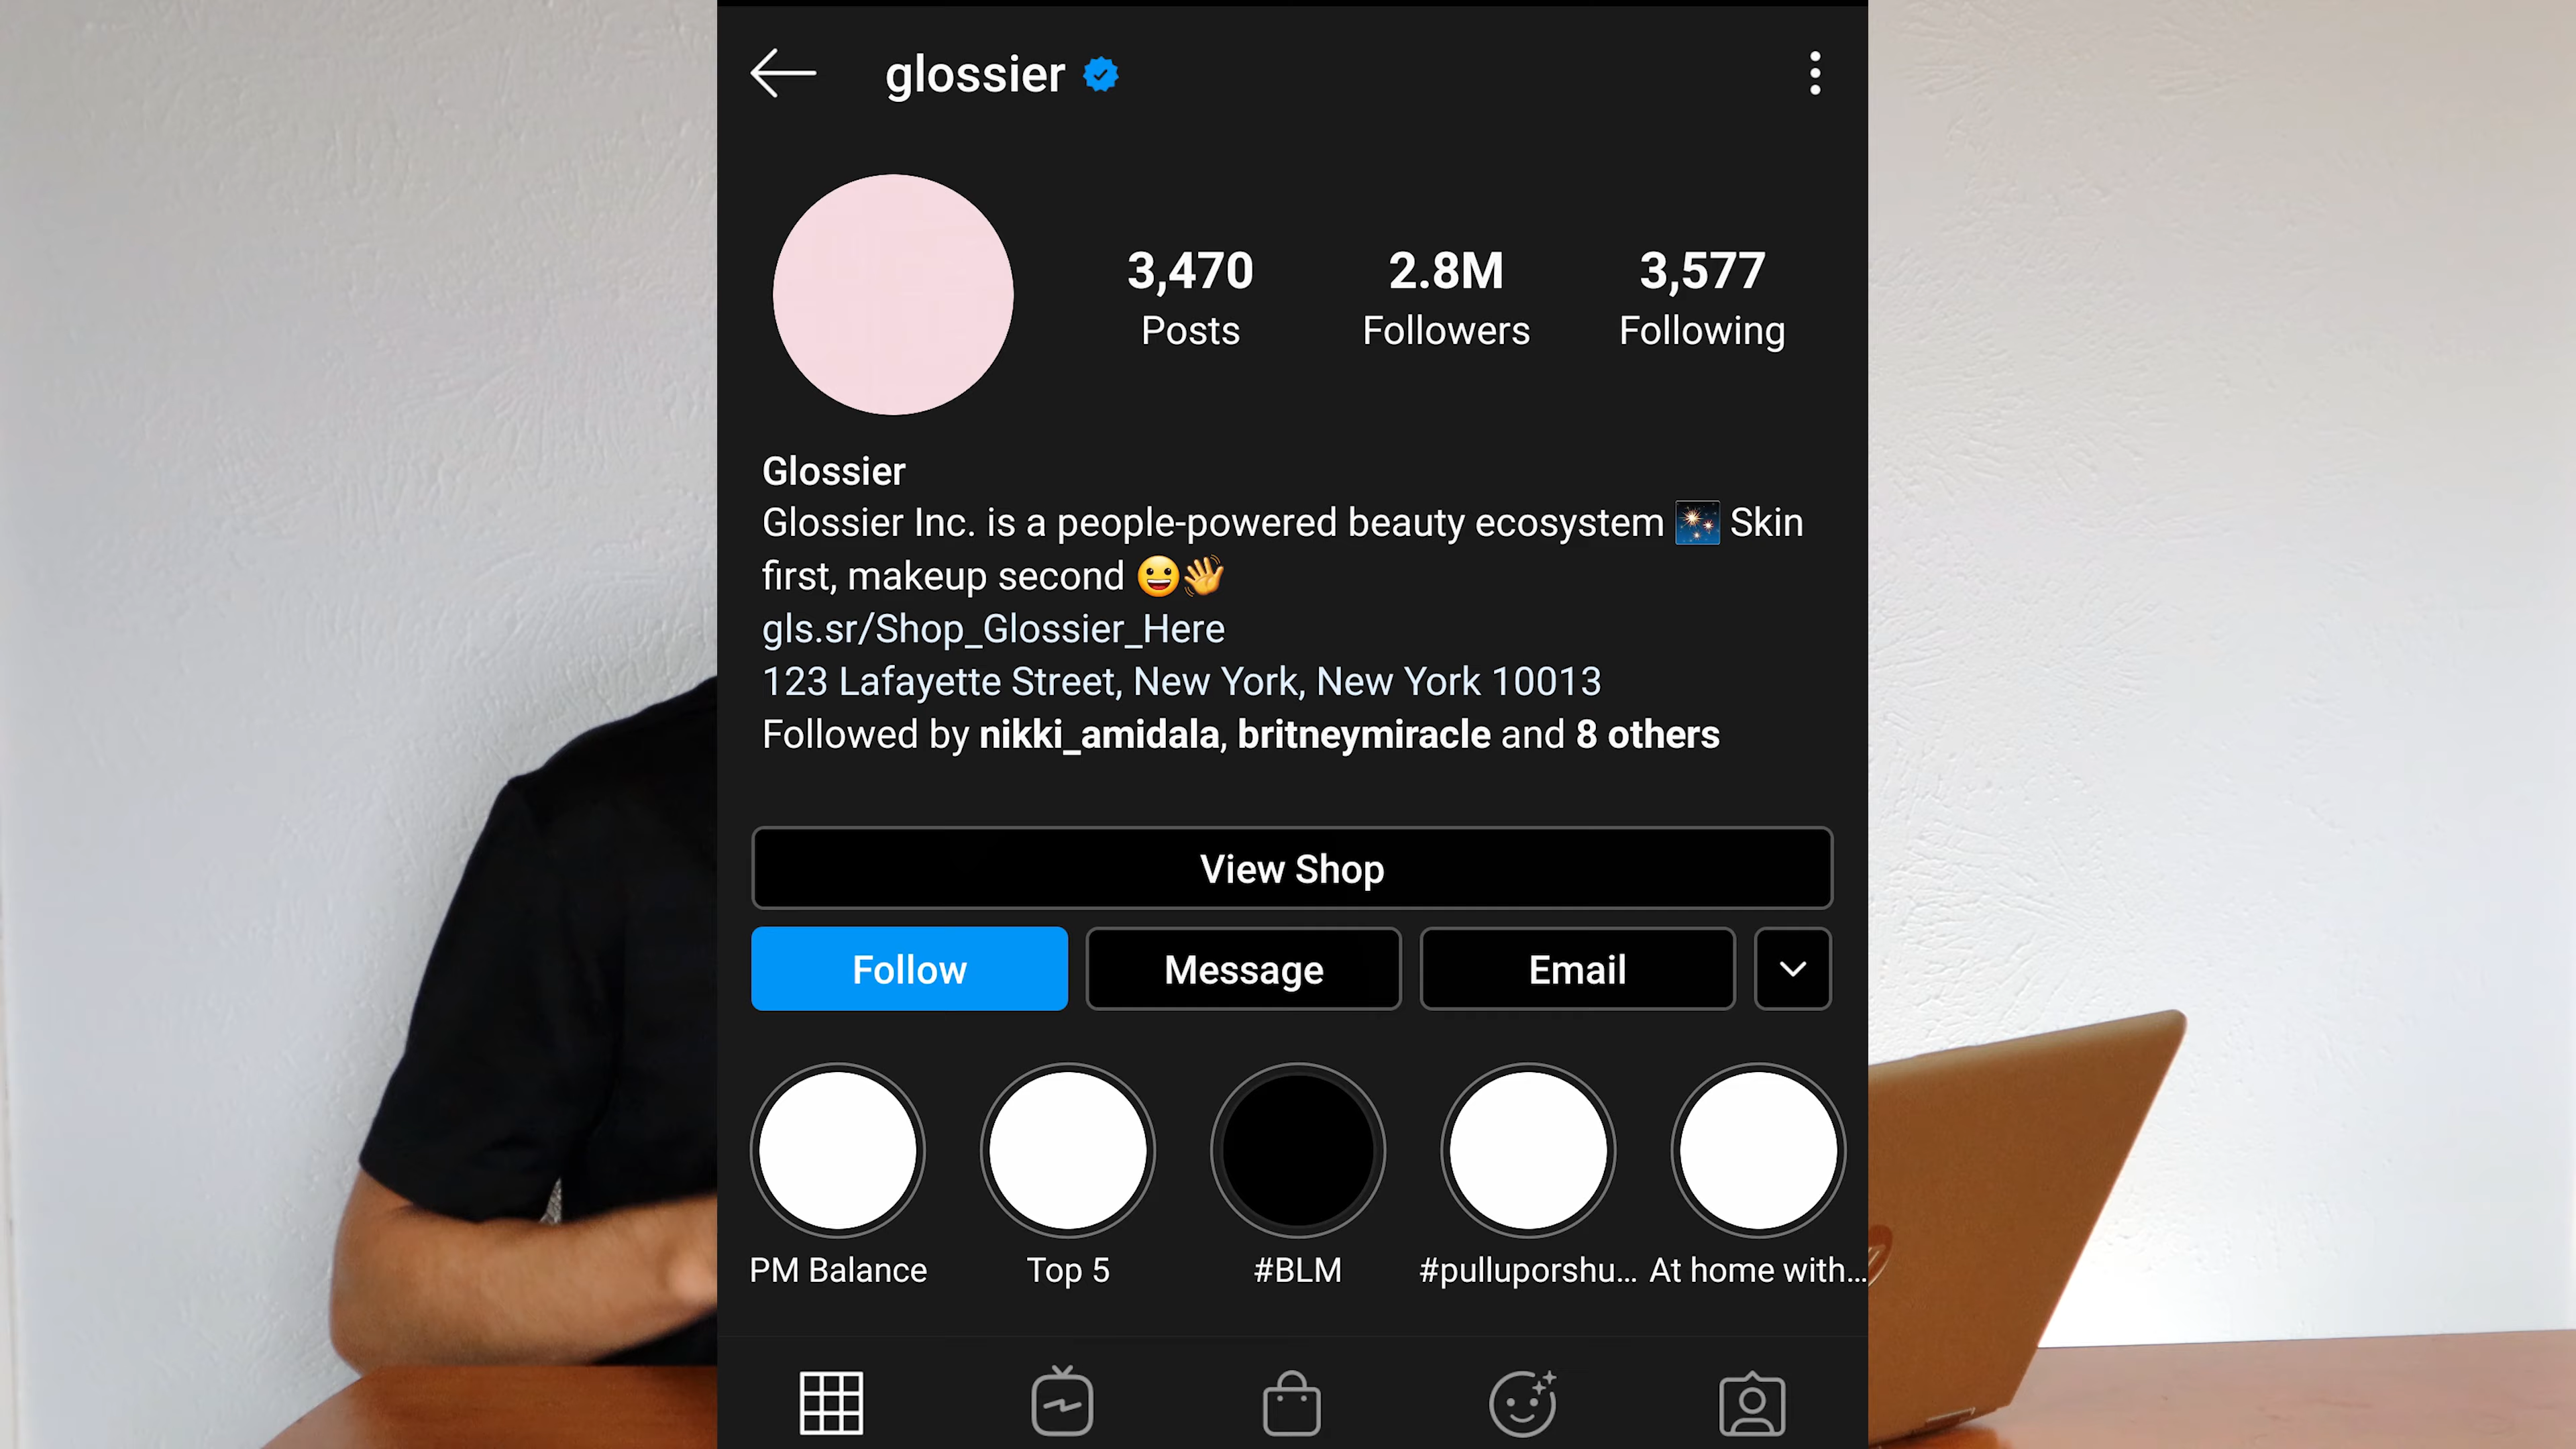 glossier
3,470 2.8M 3,577
Posts Followers Following
Glossier
Glossier Inc. is a people-powered beauty ecosystem 🎇 Skin
first, makeup second 😀👋
gls.sr/Shop_Glossier_Here
123 Lafayette Street, New York, New York 10013
Followed by nikki_amidala, britneymiracle and 8 others
View Shop
Follow Message Email
PM Balance Top 5 #BLM #pulluporshu... At home with...